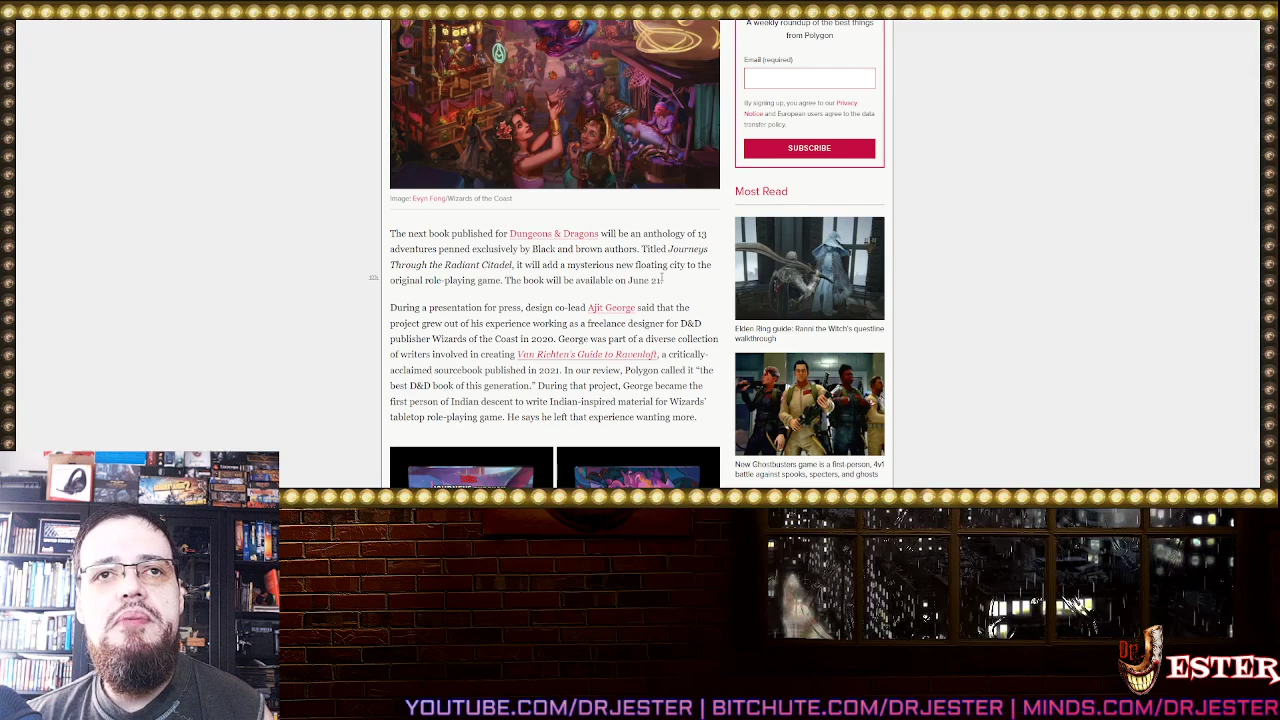 A weekly roundup of the best things
from Polygon
Email (required)
By signing up, you agree to our Privacy
Notice and European users agree to the data
transfer policy.
SUBSCRIBE
Most Read
Image: Evyn Fong/Wizards of the Coast
The next book published for Dungeons & Dragons will be an anthology of 13
adventures penned exclusively by Black and brown authors. Titled Journeys
Through the Radiant Citadel, it will add a mysterious new floating city to the
original role-playing game. The book will be available on June 21.
During a presentation for press, design co-lead Ajit George said that the
project grew out of his experience working as a freelance designer for D&D
publisher Wizards of the Coast in 2020. George was part of a diverse collection
of writers involved in creating Van Richten's Guide to Ravenloft, a critically-
acclaimed sourcebook published in 2021. In our review, Polygon called it “the
best D&D book of this generation.” During that project, George became the
first person of Indian descent to write Indian-inspired material for Wizards’
tabletop role-playing game. He says he left that experience wanting more.
Elden Ring guide: Ranni the Witch's questline
walkthrough
New Ghostbusters game is a first-person, 4v1
battle against spooks, specters, and ghosts
Dr
JESTER
YOUTUBE.COM/DRJESTER | BITCHUTE.COM/DRJESTER | MINDS.COM/DRJESTER